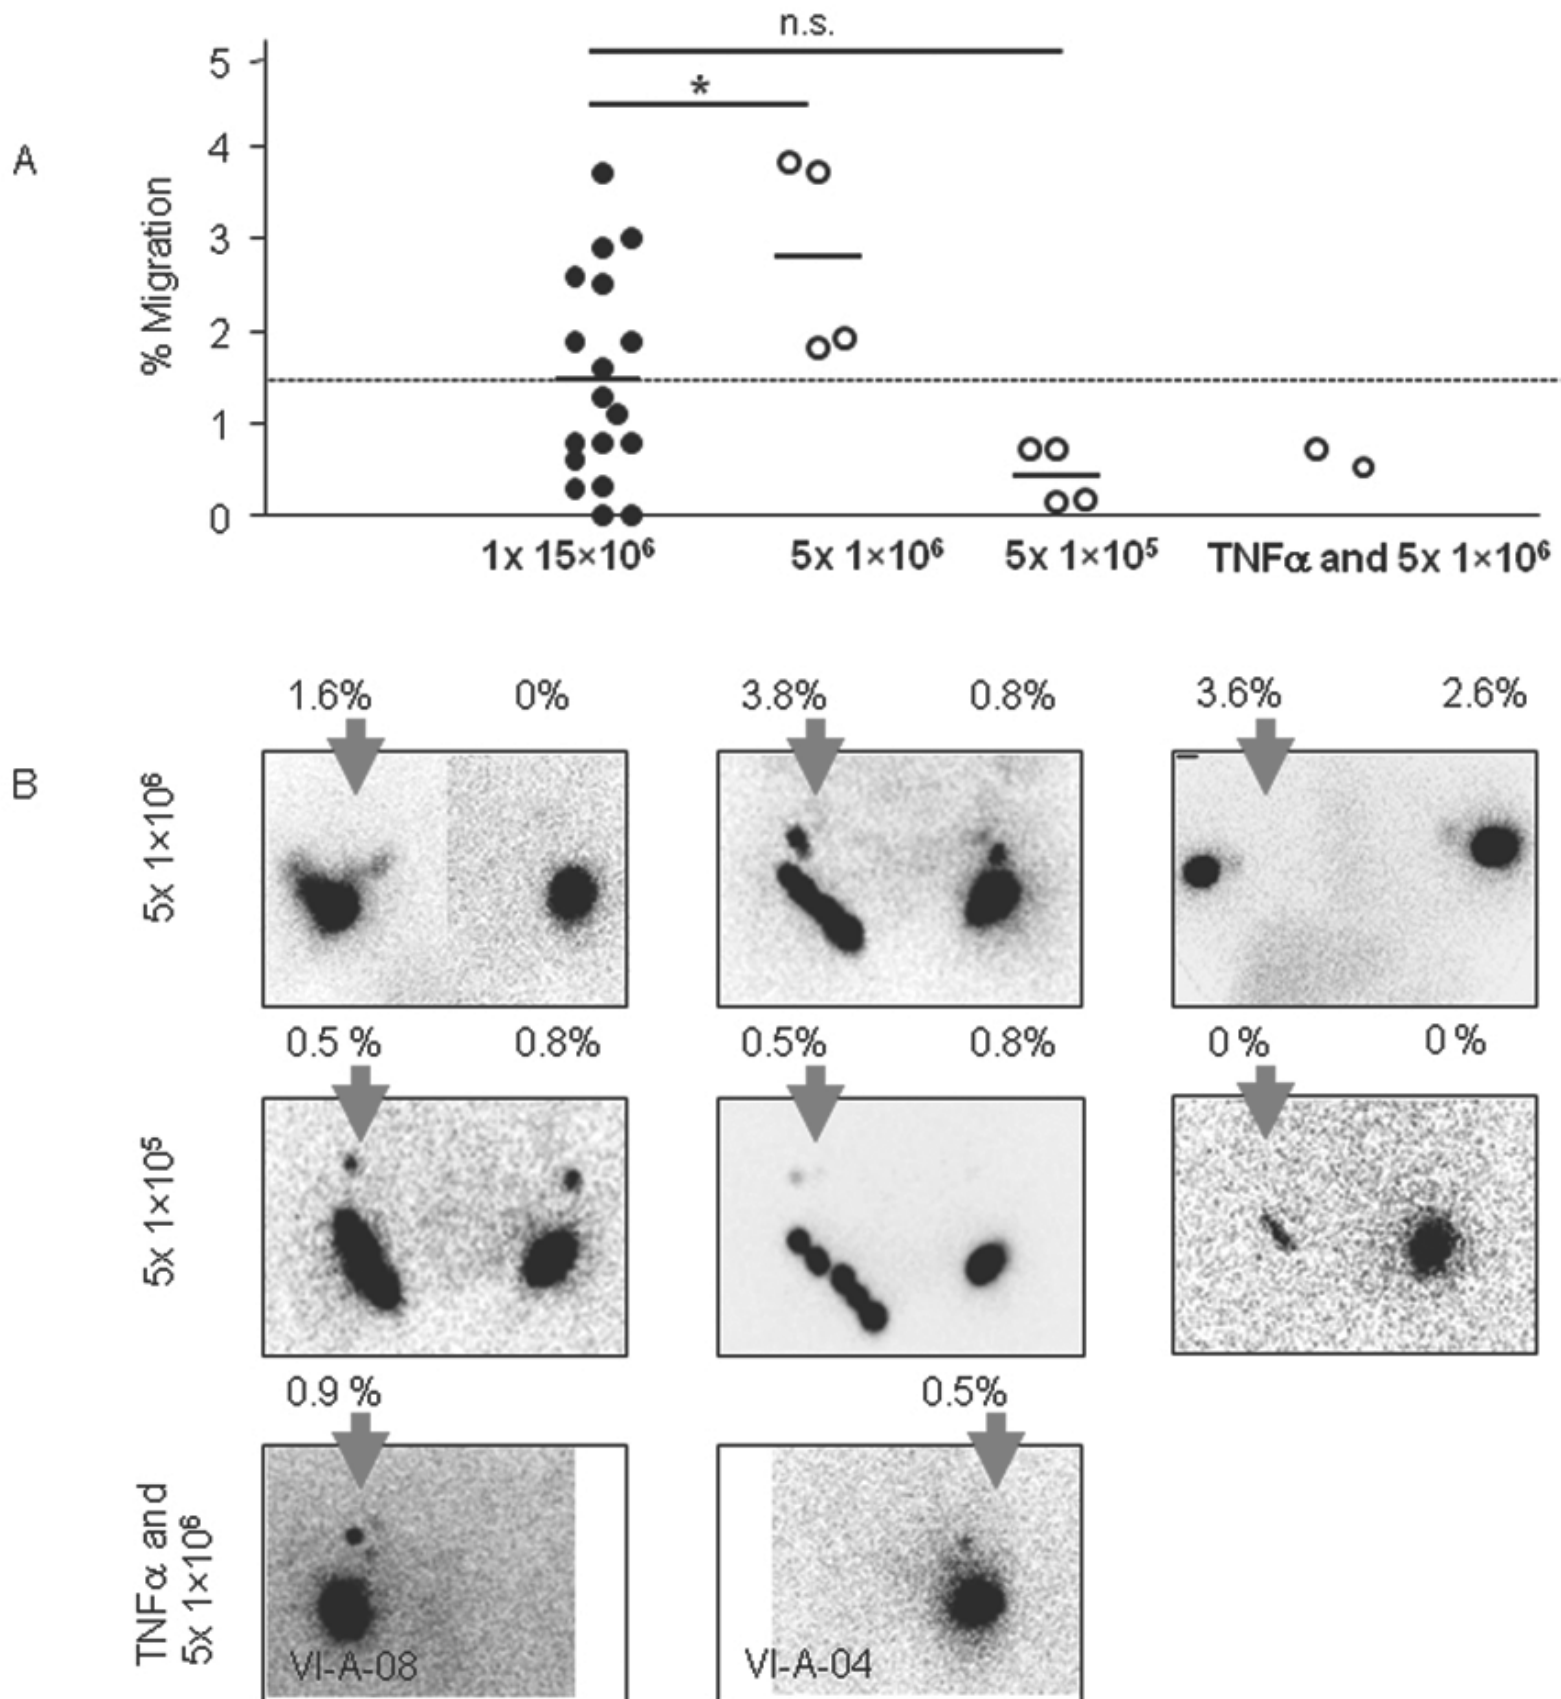 n.s.
*
A
% Migration
5
4
3
2
1
0
1x 15×10⁶ 5x 1×10⁶ 5x 1×10⁵ TNFα and 5x 1×10⁶
B
1.6% 0% 3.8% 0.8% 3.6% 2.6%
5x 1×10⁶
0.5 % 0.8% 0.5% 0.8% 0 % 0 %
5x 1×10⁵
0.9 % 0.5%
TNFα and
5x 1×10⁶
VI-A-08 VI-A-04